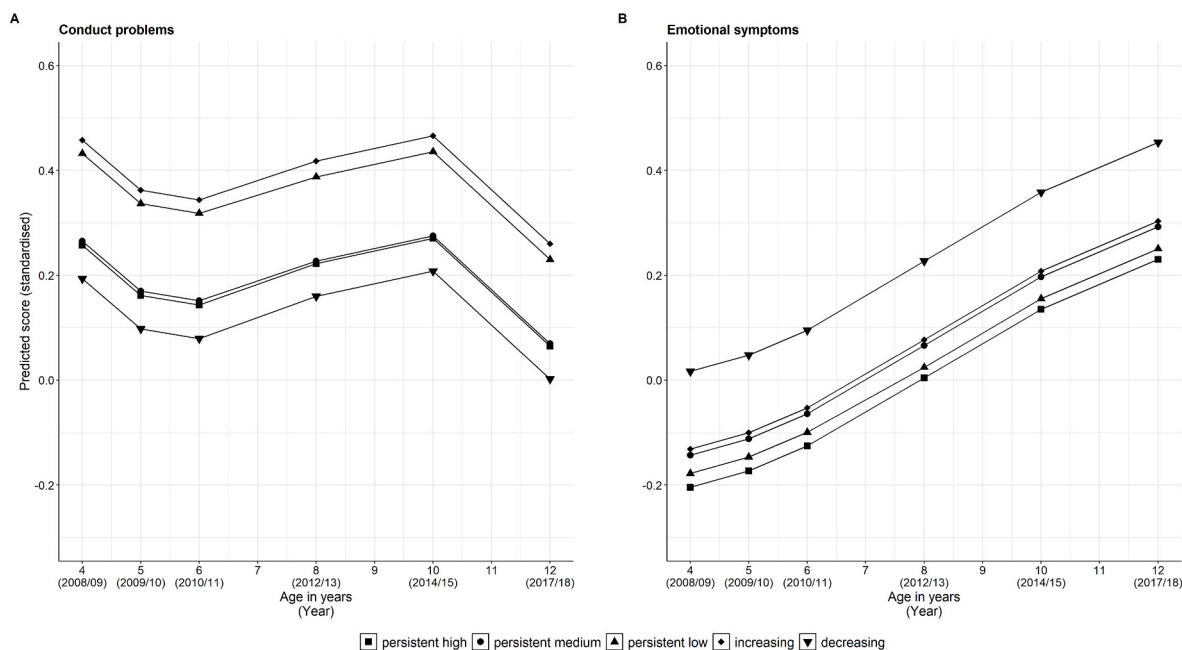 A
Conduct problems
Predicted score (standardised)
0.6
0.4
0.2
0.0
-0.2
4 5 6 7 8 9 10 11 12
(2008/09) (2009/10) (2010/11) (2012/13) (2014/15) (2017/18)
Age in years
(Year)
B
Emotional symptoms
0.6
0.4
0.2
0.0
-0.2
4 5 6 7 8 9 10 11 12
(2008/09) (2009/10) (2010/11) (2012/13) (2014/15) (2017/18)
Age in years
(Year)
persistent high persistent medium persistent low increasing decreasing